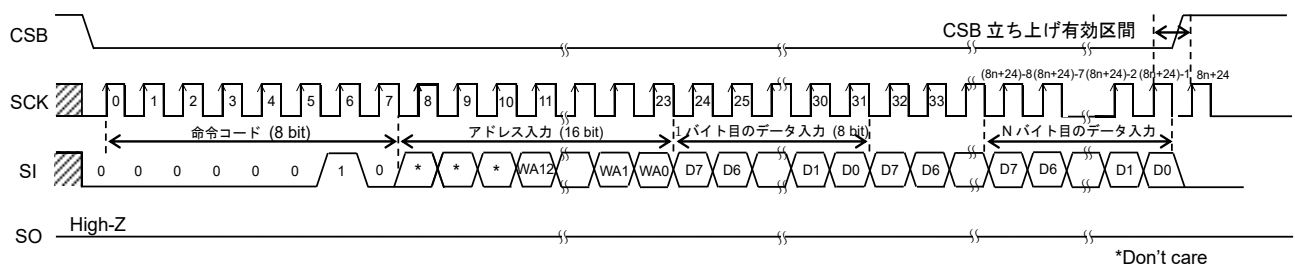 CSB
CSB 立ち上げ有効区間
SCK
0 1 2 3 4 5 6 7 8 9 10 11 23 24 25 30 31 32 33 (8n+24)-8 (8n+24)-7 (8n+24)-2 (8n+24)-1 8n+24
命令コード (8 bit) アドレス入力 (16 bit) 1 バイト目のデータ入力 (8 bit) N バイト目のデータ入力
SI
0 0 0 0 0 0 1 0 * * * WA12 WA1 WA0 D7 D6 D1 D0 D7 D6 D7 D6 D1 D0
SO
High-Z
*Don't care